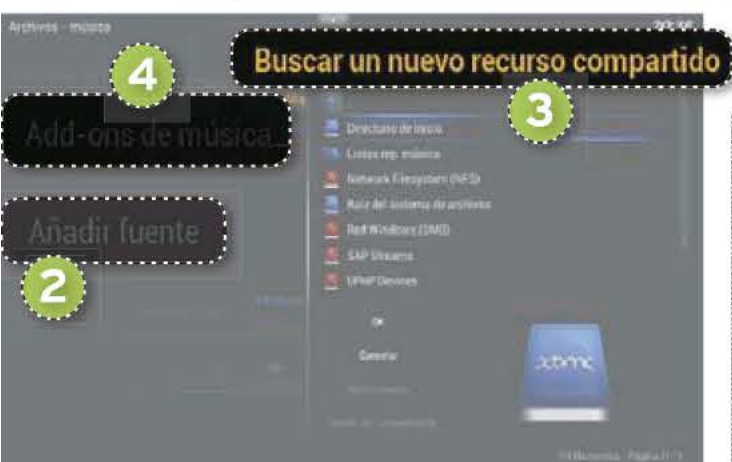 Archivos - música
Buscar un nuevo recurso compartido
4
3
Add-ons de música
Directorio de inicio
Listas rep. música
Network Filesystem (NFS)
Añadir fuente
Raíz del sistema de archivos
Red Windows (SMB)
SAP Streams
2
UPnP Devices
OK
Cancelar
xbmc